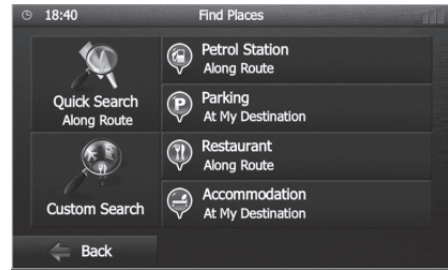 18:40 Find Places
Quick Search
Along Route
Custom Search
Petrol Station
Along Route
P Parking
At My Destination
Restaurant
Along Route
Accommodation
At My Destination
Back